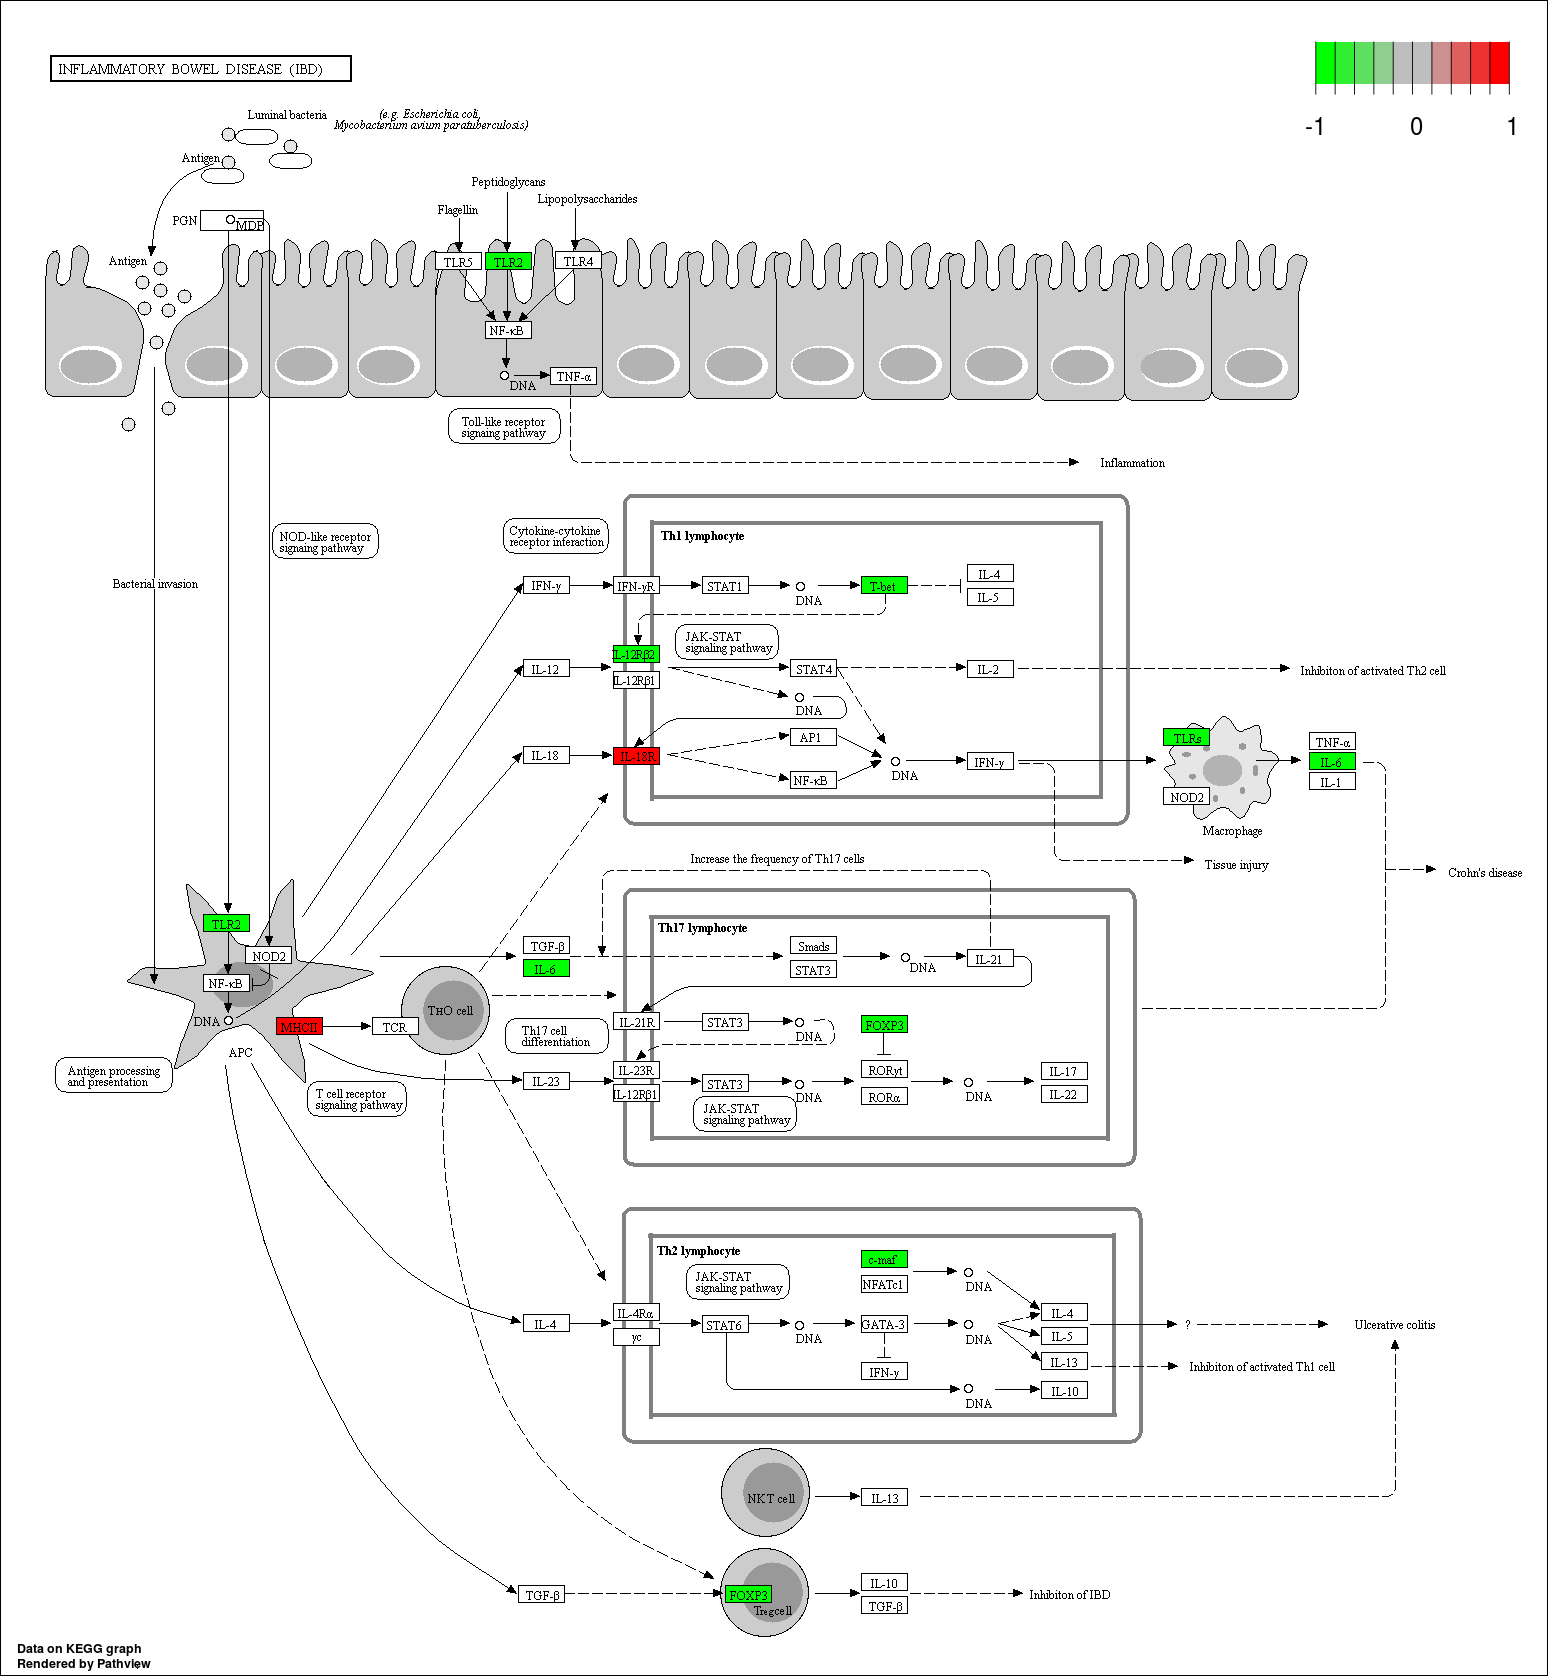 INFLAMMATORY BOWEL DISEASE (IBD)
-1 0 1
Luminal bacteria
(e.g. Escherichia coli,
Mycobacterium avium paratuberculosis)
Antigen
PGN
MDP
Peptidoglycans
Flagellin
Lipopolysaccharides
Antigen
TLR5
TLR2
TLR4
NF-κB
DNA
TNF-α
Toll-like receptor
signaing pathway
Inflammation
NOD-like receptor
signaing pathway
Cytokine-cytokine
receptor inferaction
Bacterial invasion
Th1 lymphocyte
IFN-γ
IFN-γR
STAT1
DNA
T-bet
IL-4
IL-5
JAK-STAT
signaling pathway
IL-12
IL-12Rβ2
IL-12Rβ1
STAT4
DNA
IL-2
Inhibiton of activated Th2 cell
IL-18
IL-18R
AP1
NF-κB
DNA
IFN-γ
TLRs
NOD2
Macrophage
TNF-α
IL-6
IL-1
Tissue injury
Crohn's disease
Increase the frequency of Th17 cells
Th17 lymphocyte
TLR2
NOD2
NF-κB
DNA
MHCII
TCR
THO cell
APC
TGF-β
IL-6
Smads
STAT3
DNA
IL-21
IL-21R
STAT3
DNA
FOXP3
Th17 cell
differentiation
IL-23
IL-23R
IL-12Rβ1
STAT3
DNA
RORγt
RORα
DNA
IL-17
IL-22
JAK-STAT
signaling pathway
Antigen processing
and presentation
T cell receptor
signaling pathway
Th2 lymphocyte
JAK-STAT
signaling pathway
c-maf
NFATc1
DNA
IL-4
IL-4Rα
γc
STAT6
DNA
GATA-3
DNA
IFN-γ
IL-4
IL-5
IL-13
?
Ulcerative colitis
Inhibiton of activated Th1 cell
DNA
IL-10
NKT cell
IL-13
TGF-β
FOXP3
Treg cell
IL-10
TGF-β
Inhibiton of IBD
Data on KEGG graph
Rendered by Pathview